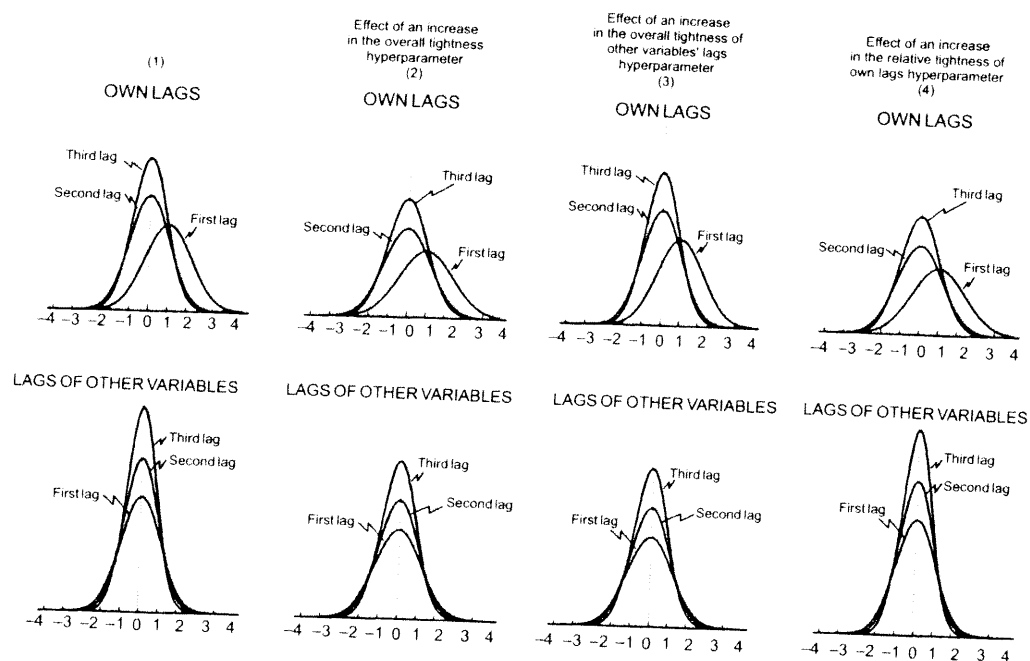 (1)
OWN LAGS
Third lag
Second lag
First lag
–4 –3 –2 –1 0 1 2 3 4
LAGS OF OTHER VARIABLES
Third lag
Second lag
First lag
–4 –3 –2 –1 0 1 2 3 4
Effect of an increase
in the overall tightness
hyperparameter
(2)
OWN LAGS
Third lag
Second lag
First lag
–4 –3 –2 –1 0 1 2 3 4
LAGS OF OTHER VARIABLES
Third lag
Second lag
First lag
–4 –3 –2 –1 0 1 2 3 4
Effect of an increase
in the overall tightness of
other variables' lags
hyperparameter
(3)
OWN LAGS
Third lag
Second lag
First lag
–4 –3 –2 –1 0 1 2 3 4
LAGS OF OTHER VARIABLES
Third lag
Second lag
First lag
–4 –3 –2 –1 0 1 2 3 4
Effect of an increase
in the relative tightness of
own lags hyperparameter
(4)
OWN LAGS
Third lag
Second lag
First lag
–4 –3 –2 –1 0 1 2 3 4
LAGS OF OTHER VARIABLES
Third lag
Second lag
First lag
–4 –3 –2 –1 0 1 2 3 4